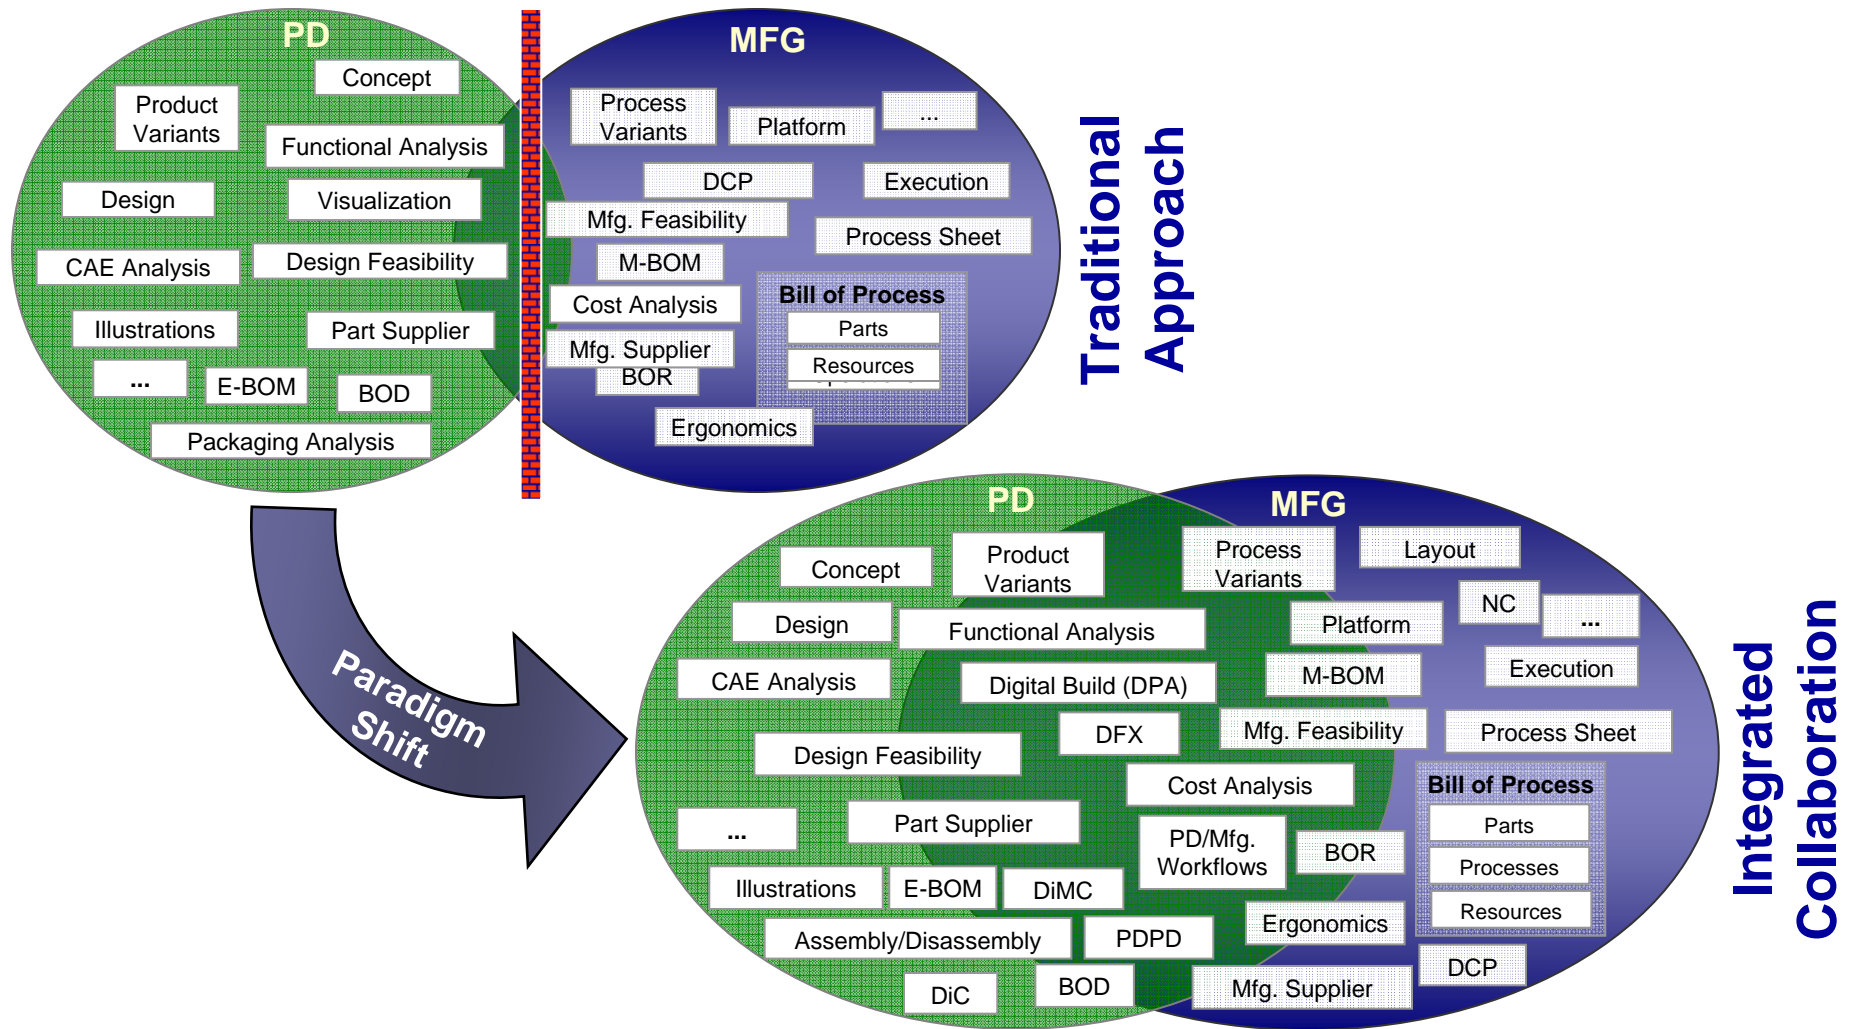 PD
Concept
Product
Variants
Functional Analysis
Design
Visualization
CAE Analysis
Design Feasibility
Illustrations
Part Supplier
...
E-BOM
BOD
Packaging Analysis
MFG
Process
Variants
Platform
...
DCP
Execution
Mfg. Feasibility
Process Sheet
M-BOM
Cost Analysis
Bill of Process
Parts
Resources
Mfg. Supplier
BOR
Ergonomics
Traditional
Approach
Paradigm
Shift
PD
MFG
Concept
Product
Variants
Process
Variants
Layout
NC
...
Design
Functional Analysis
Platform
CAE Analysis
Digital Build (DPA)
M-BOM
Execution
DFX
Mfg. Feasibility
Process Sheet
Design Feasibility
Cost Analysis
Bill of Process
Parts
Processes
Resources
...
Part Supplier
PD/Mfg.
Workflows
BOR
Illustrations
E-BOM
DiMC
Ergonomics
Assembly/Disassembly
PDPD
DCP
DiC
BOD
Mfg. Supplier
Integrated
Collaboration